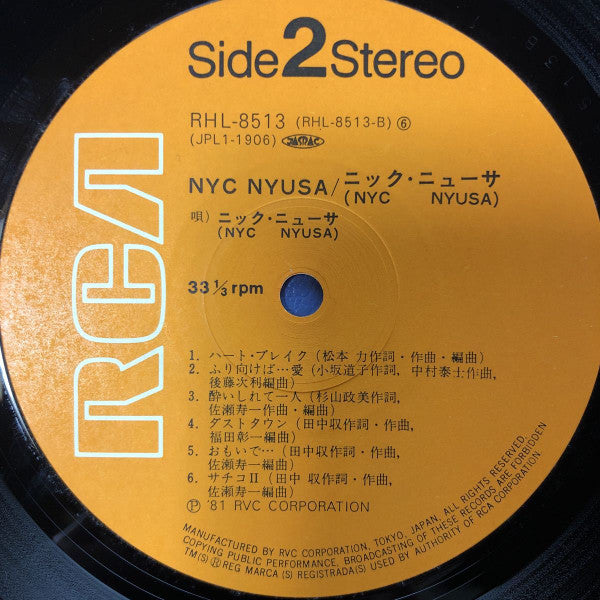 Side 2 Stereo
RHL-8513 (RHL-8513-B) ⑥
(JPL1-1906) JASRAC
NYC NYUSA/ニック・ニューサ
(NYC NYUSA)
唄) ニック・ニューサ
(NYC NYUSA)
33 1/3 rpm
RCA
1. ハート・ブレイク (松本 力作詞・作曲・編曲)
2. ふり向けば…愛 (小坂道子作詞, 中村泰士作曲,
後藤次利編曲)
3. 酔いしれて一人 (杉山政美作詞,
佐瀬寿一作曲・編曲)
4. ダストタウン (田中収作詞・作曲,
福田彰一編曲)
5. おもいで… (田中収作詞・作曲,
佐瀬寿一編曲)
6. サチコII (田中 収作詞・作曲,
佐瀬寿一編曲)
Ⓟ '81 RVC CORPORATION
MANUFACTURED BY RVC CORPORATION, TOKYO, JAPAN, ALL RIGHTS RESERVED.
COPYING PUBLIC PERFORMANCE, BROADCASTING OF THESE RECORDS ARE FORBIDDEN
TM(S) Ⓡ REG MARCA(S) REGISTRADA(S) USED BY AUTHORITY OF RCA CORPORATION.